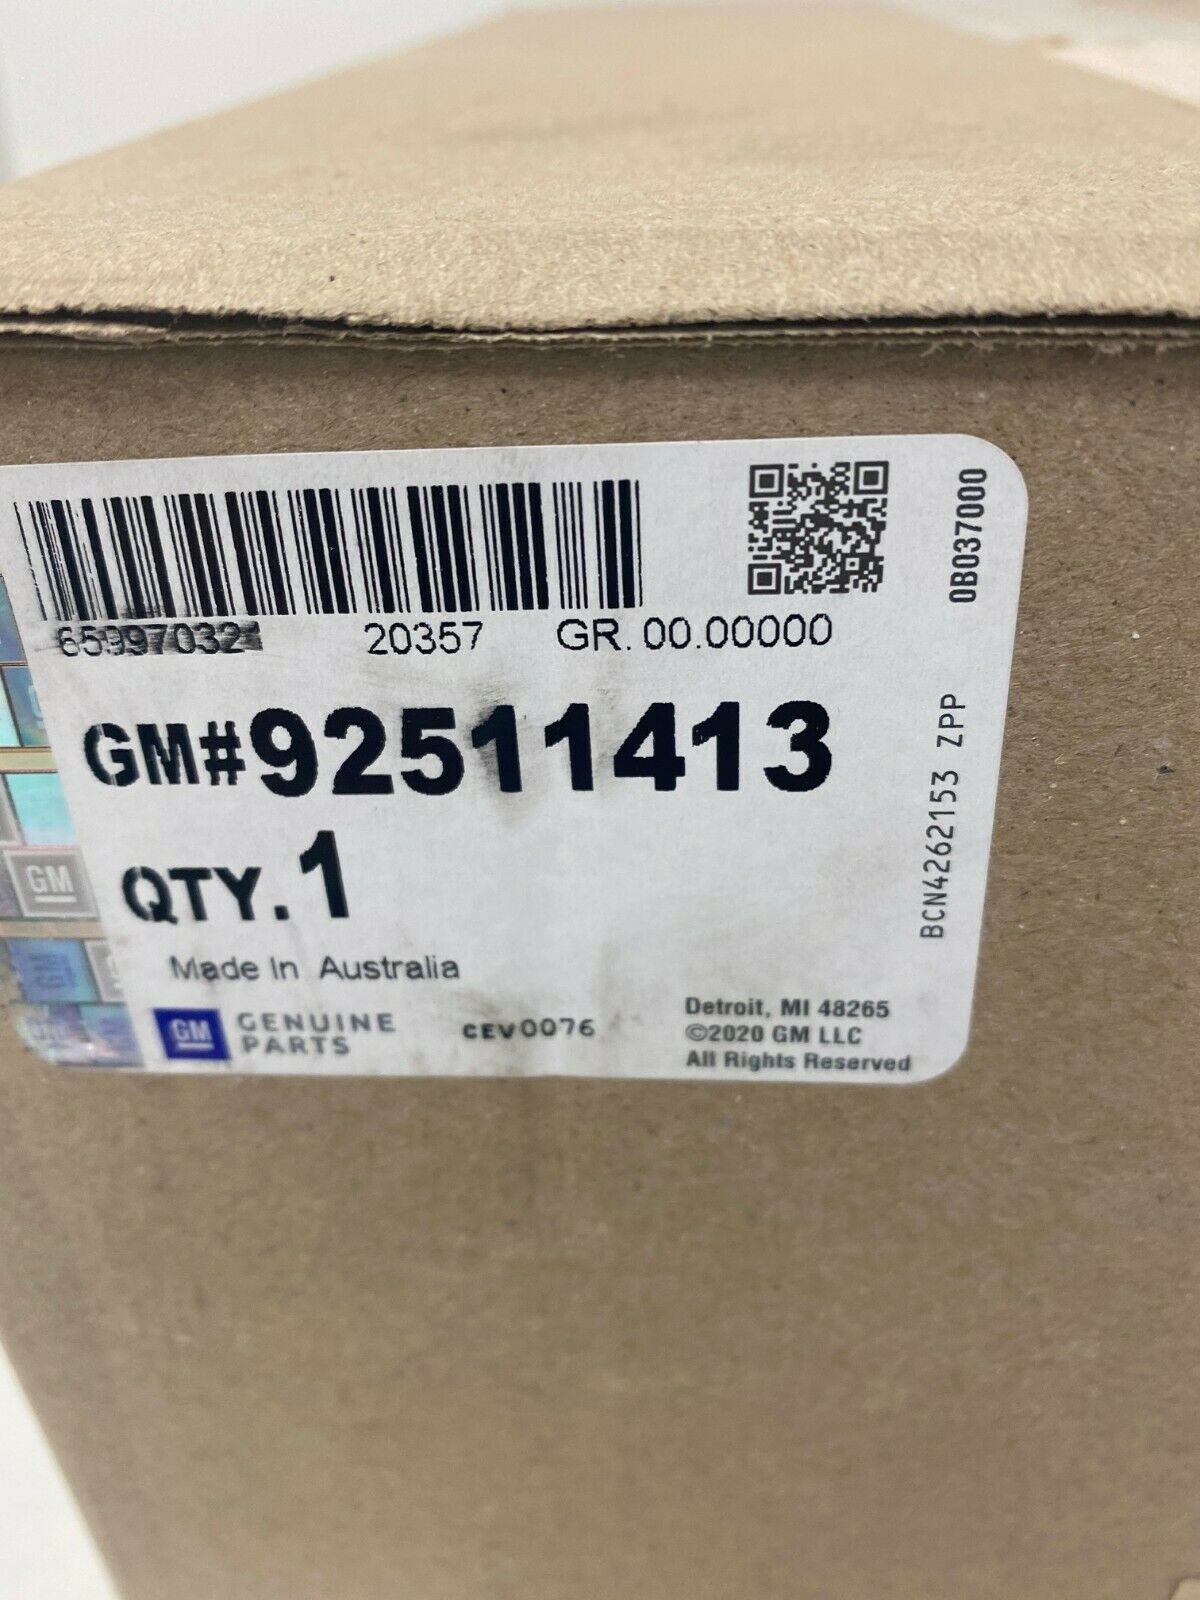 20357 GR. 00.00000
GM#92511413
QTY. 1
Made In Australia
GM GENUINE
PARTS
CEV0076
Detroit, MI 48265
©2020 GM LLC
All Rights Reserved
0B037000
BCN4262153 ZPP
GM